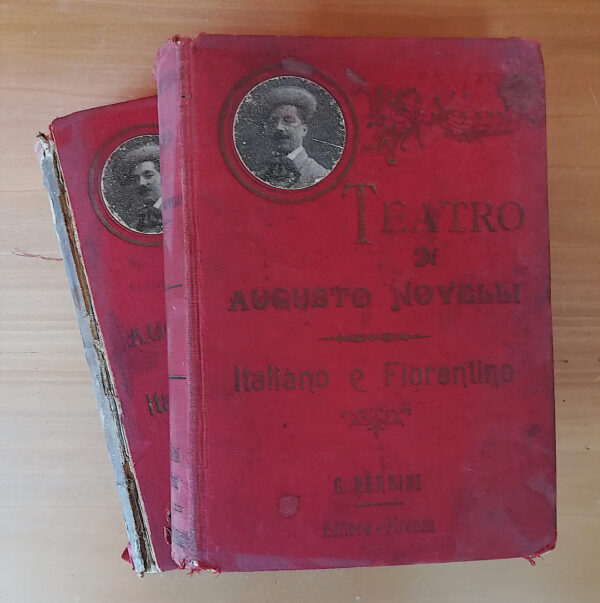 TEATRO
Di
AUGUSTO NOVELLI
Italiano e Fiorentino
G. NERBINI
Editore - Firenze